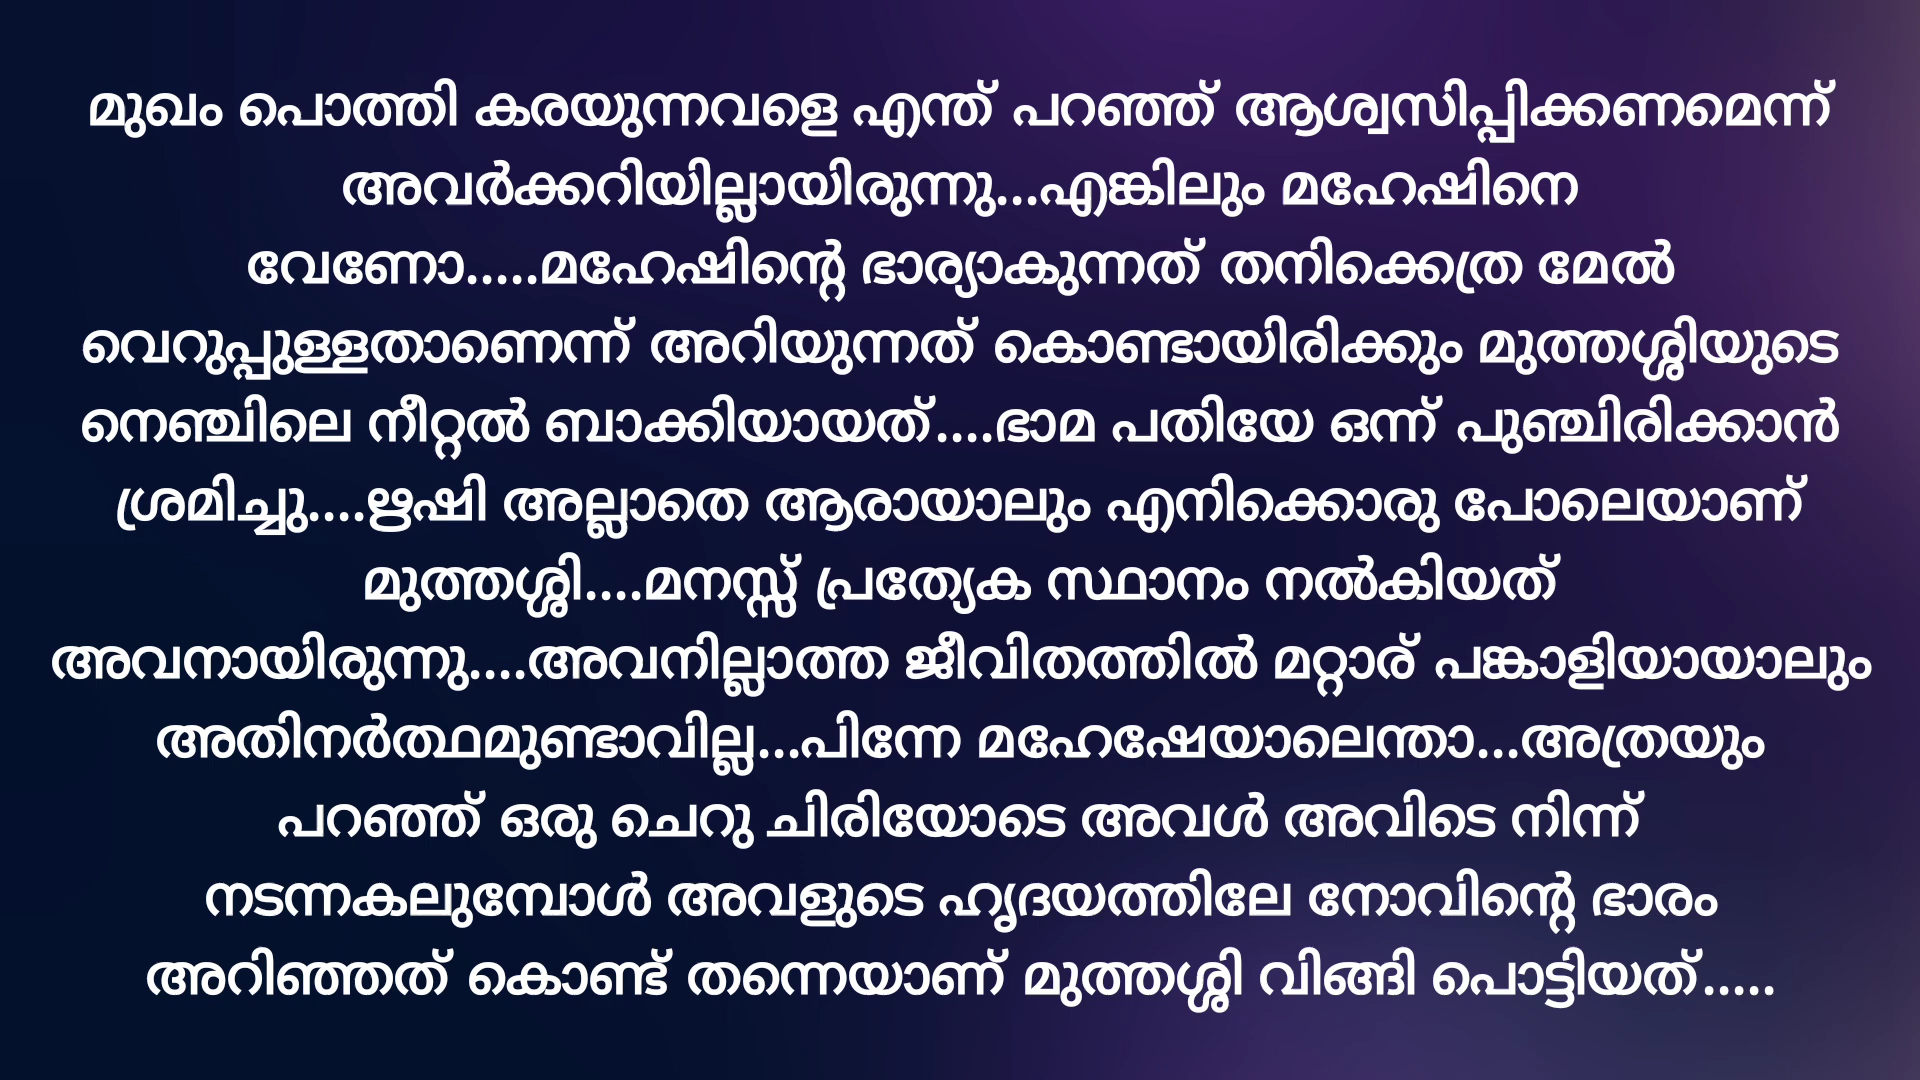 മുഖം പൊത്തി കരയുന്നവളെ എന്ത് പറഞ്ഞ് ആശ്വസിപ്പിക്കണമെന്ന്
അവർക്കറിയില്ലായിരുന്നു...എങ്കിലും മഹേഷിനെ
വേണോ.....മഹേഷിന്റെ ഭാര്യാകുന്നത് തനിക്കെത്ര മേൽ
വെറുപ്പുള്ളതാണെന്ന് അറിയുന്നത് കൊണ്ടായിരിക്കും മുത്തശ്ശിയുടെ
നെഞ്ചിലെ നീറ്റൽ ബാക്കിയായത്....ഭാമ പതിയേ ഒന്ന് പുഞ്ചിരിക്കാൻ
ശ്രമിച്ചു....ഋഷി അല്ലാതെ ആരായാലും എനിക്കൊരു പോലെയാണ്
മുത്തശ്ശി....മനസ്സ് പ്രത്യേക സ്ഥാനം നൽകിയത്
അവനായിരുന്നു....അവനില്ലാത്ത ജീവിതത്തിൽ മറ്റാര് പങ്കാളിയായാലും
അതിനർത്ഥമുണ്ടാവില്ല...പിന്നേ മഹേഷേയാലെന്താ...അത്രയും
പറഞ്ഞ് ഒരു ചെറു ചിരിയോടെ അവൾ അവിടെ നിന്ന്
നടന്നകലുമ്പോൾ അവളുടെ ഹൃദയത്തിലേ നോവിന്റെ ഭാരം
അറിഞ്ഞത് കൊണ്ട് തന്നെയാണ് മുത്തശ്ശി വിങ്ങി പൊട്ടിയത്.....